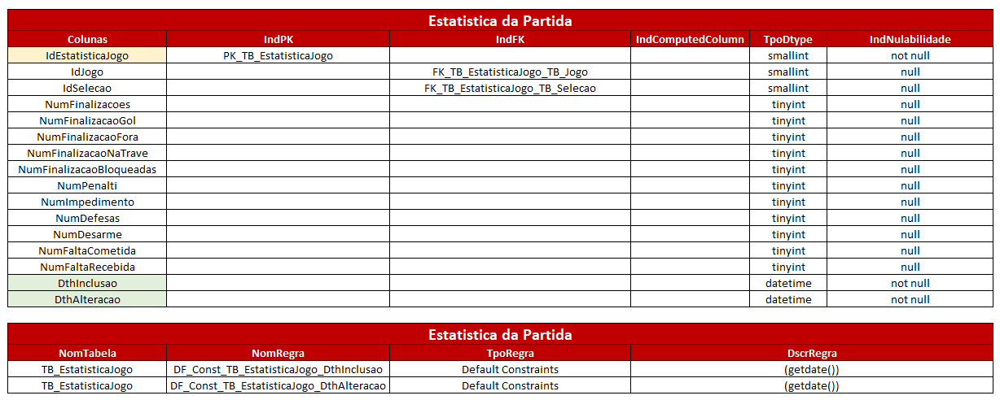 Estatistica da Partida
Colunas IndPK IndFK IndComputedColumn TpoDtype IndNulabilidade
IdEstatisticaJogo PK_TB_EstatisticaJogo smallint not null
IdJogo FK_TB_EstatisticaJogo_TB_Jogo smallint null
IdSelecao FK_TB_EstatisticaJogo_TB_Selecao smallint null
NumFinalizacoes tinyint null
NumFinalizacaoGol tinyint null
NumFinalizacaoFora tinyint null
NumFinalizacaoNaTrave tinyint null
NumFinalizacaoBloqueadas tinyint null
NumPenalti tinyint null
NumImpedimento tinyint null
NumDefesas tinyint null
NumDesarme tinyint null
NumFaltaCometida tinyint null
NumFaltaRecebida tinyint null
DthInclusao datetime not null
DthAlteracao datetime not null
Estatistica da Partida
NomTabela NomRegra TpoRegra DscrRegra
TB_EstatisticaJogo DF_Const_TB_EstatisticaJogo_DthInclusao Default Constraints (getdate())
TB_EstatisticaJogo DF_Const_TB_EstatisticaJogo_DthAlteracao Default Constraints (getdate())